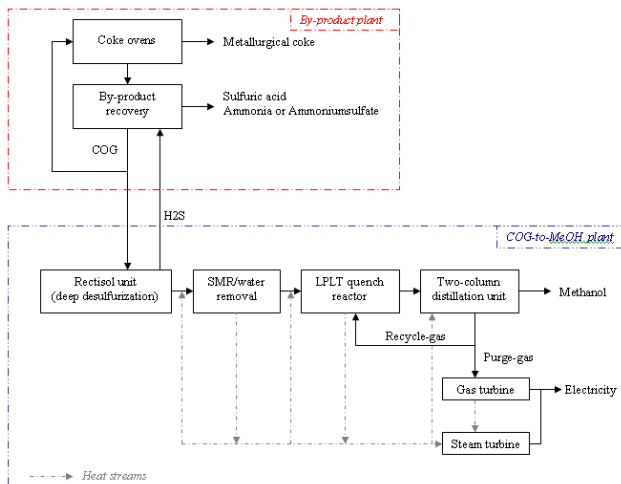 By-product plant
Coke ovens
Metallurgical coke
By-product
recovery
Sulfuric acid
Ammonia or Ammoniumsulfate
COG
H2S
COG-to-MeOH plant
Rectisol unit
(deep desulfurization)
SMR/water
removal
LPLT quench
reactor
Two-column
distillation unit
Methanol
Recycle-gas
Purge-gas
Gas turbine
Electricity
Steam turbine
Heat streams